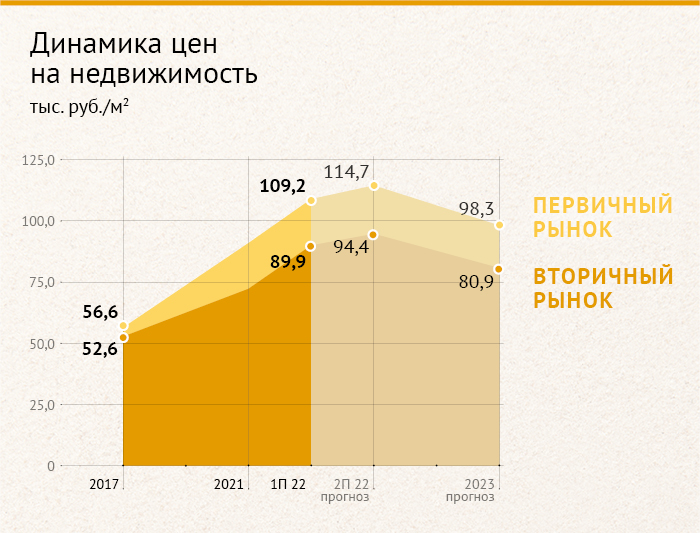 Динамика цен
на недвижимость
тыс. руб./м²
125,0
100,0
75,0
50,0
25,0
0
56,6
52,6
109,2
89,9
114,7
94,4
98,3
80,9
ПЕРВИЧНЫЙ
РЫНОК
ВТОРИЧНЫЙ
РЫНОК
2017
2021
1П 22
2П 22
прогноз
2023
прогноз